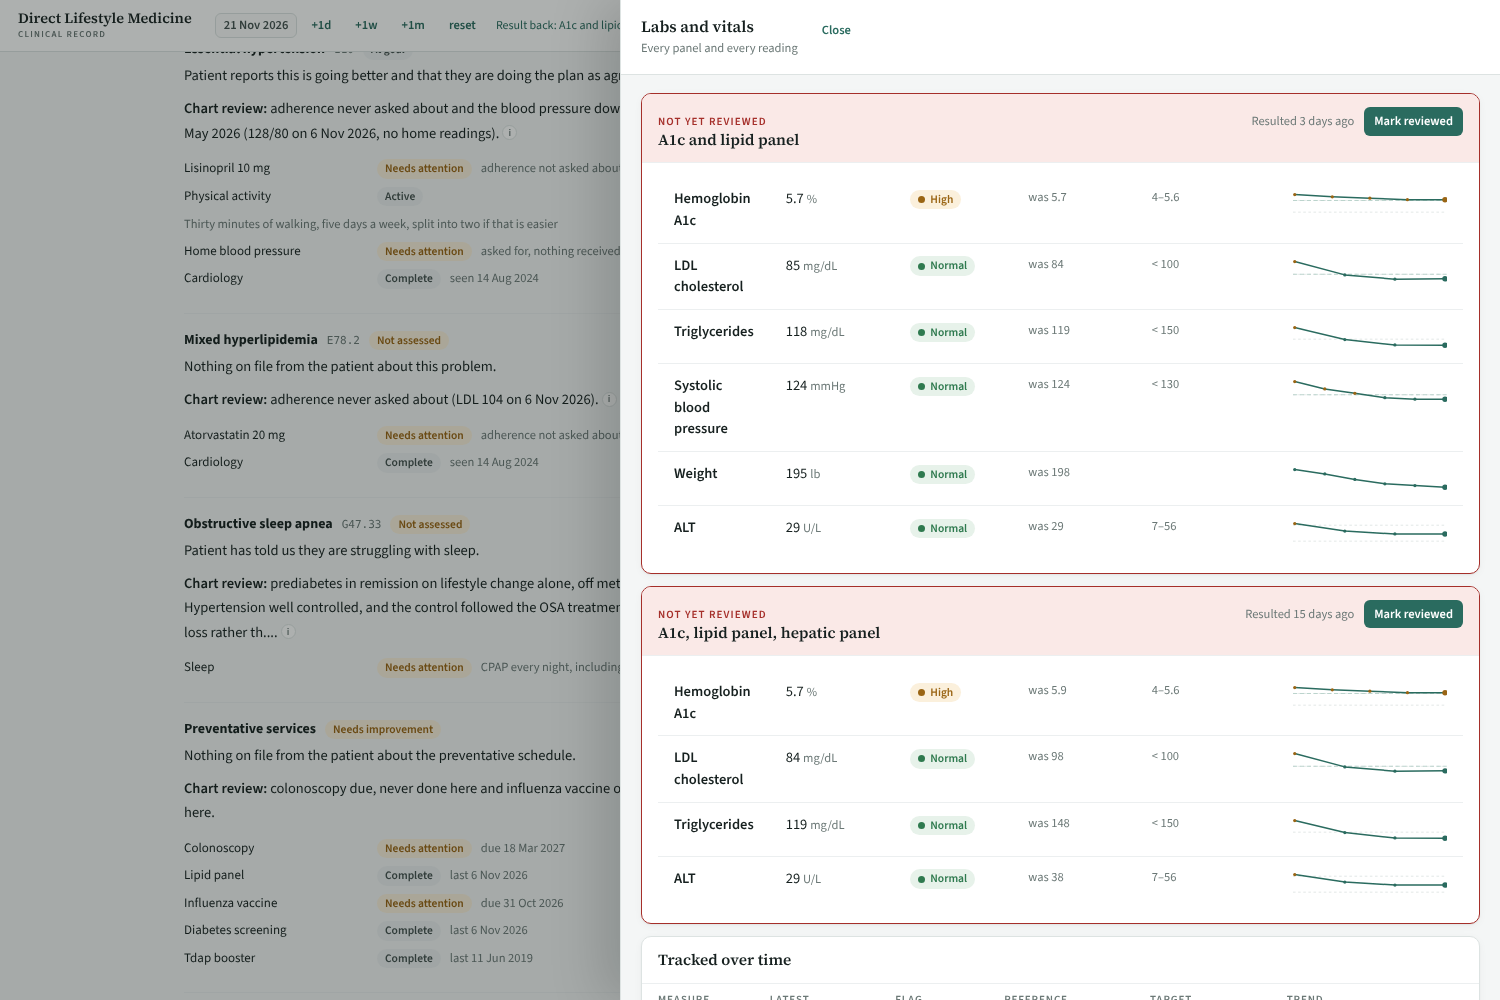 Direct Lifestyle Medicine
CLINICAL RECORD
21 Nov 2026 +1d +1w +1m reset Result back: A1c and lipid
Patient reports this is going better and that they are doing the plan as
Chart review: adherence never asked about and the blood pressure
May 2026 (128/80 on 6 Nov 2026, no home readings). i
Lisinopril 10 mg Needs attention adherence not asked about
Physical activity Active
Thirty minutes of walking, five days a week, split into two if that is easier
Home blood pressure Needs attention asked for, nothing received
Cardiology Complete seen 14 Aug 2024
Mixed hyperlipidemia E78.2 Not assessed
Nothing on file from the patient about this problem.
Chart review: adherence never asked about (LDL 104 on 6 Nov 2026). i
Atorvastatin 20 mg Needs attention adherence not asked about
Cardiology Complete seen 14 Aug 2024
Obstructive sleep apnea G47.33 Not assessed
Patient has told us they are struggling with sleep.
Chart review: prediabetes in remission on lifestyle change alone, off
Hypertension well controlled, and the control followed the OSA
loss rather th.... i
Sleep Needs attention CPAP every night, including
Preventative services Needs improvement
Nothing on file from the patient about the preventative schedule.
Chart review: colonoscopy due, never done here and influenza vaccine
here.
Colonoscopy Needs attention due 18 Mar 2027
Lipid panel Complete last 6 Nov 2026
Influenza vaccine Needs attention due 31 Oct 2026
Diabetes screening Complete last 6 Nov 2026
Tdap booster Complete last 11 Jun 2019
Labs and vitals
Every panel and every reading
Close
NOT YET REVIEWED
A1c and lipid panel
Resulted 3 days ago Mark reviewed
Hemoglobin A1c 5.7 % High was 5.7 4–5.6
LDL cholesterol 85 mg/dL Normal was 84 < 100
Triglycerides 118 mg/dL Normal was 119 < 150
Systolic blood pressure 124 mmHg Normal was 124 < 130
Weight 195 lb Normal was 198
ALT 29 U/L Normal was 29 7–56
NOT YET REVIEWED
A1c, lipid panel, hepatic panel
Resulted 15 days ago Mark reviewed
Hemoglobin A1c 5.7 % High was 5.9 4–5.6
LDL cholesterol 84 mg/dL Normal was 98 < 100
Triglycerides 119 mg/dL Normal was 148 < 150
ALT 29 U/L Normal was 38 7–56
Tracked over time
MEASURE LATEST FLAG REFERENCE TARGET TREND